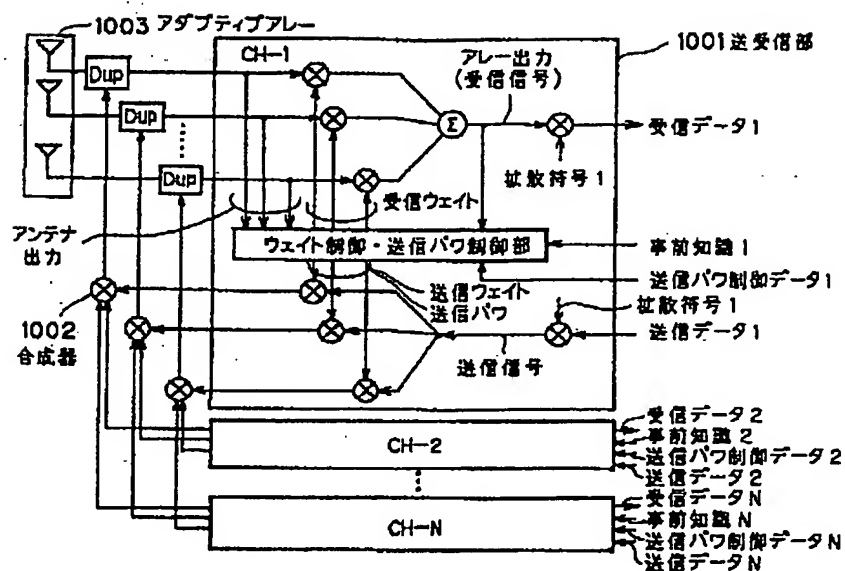 1003 アダプティブアレー
1001 送受信部
CH-1
アレー出力
(受信信号)
Dup
Dup
Dup
Σ
受信データ1
拡散符号1
受信ウェイト
アンテナ
出力
ウェイト制御・送信パワ制御部
事前知識1
送信パワ制御データ1
送信ウェイト
送信パワ
拡散符号1
送信データ1
送信信号
1002
合成器
CH-2
受信データ2
事前知識2
送信パワ制御データ2
送信データ2
CH-N
受信データN
事前知識N
送信パワ制御データN
送信データN